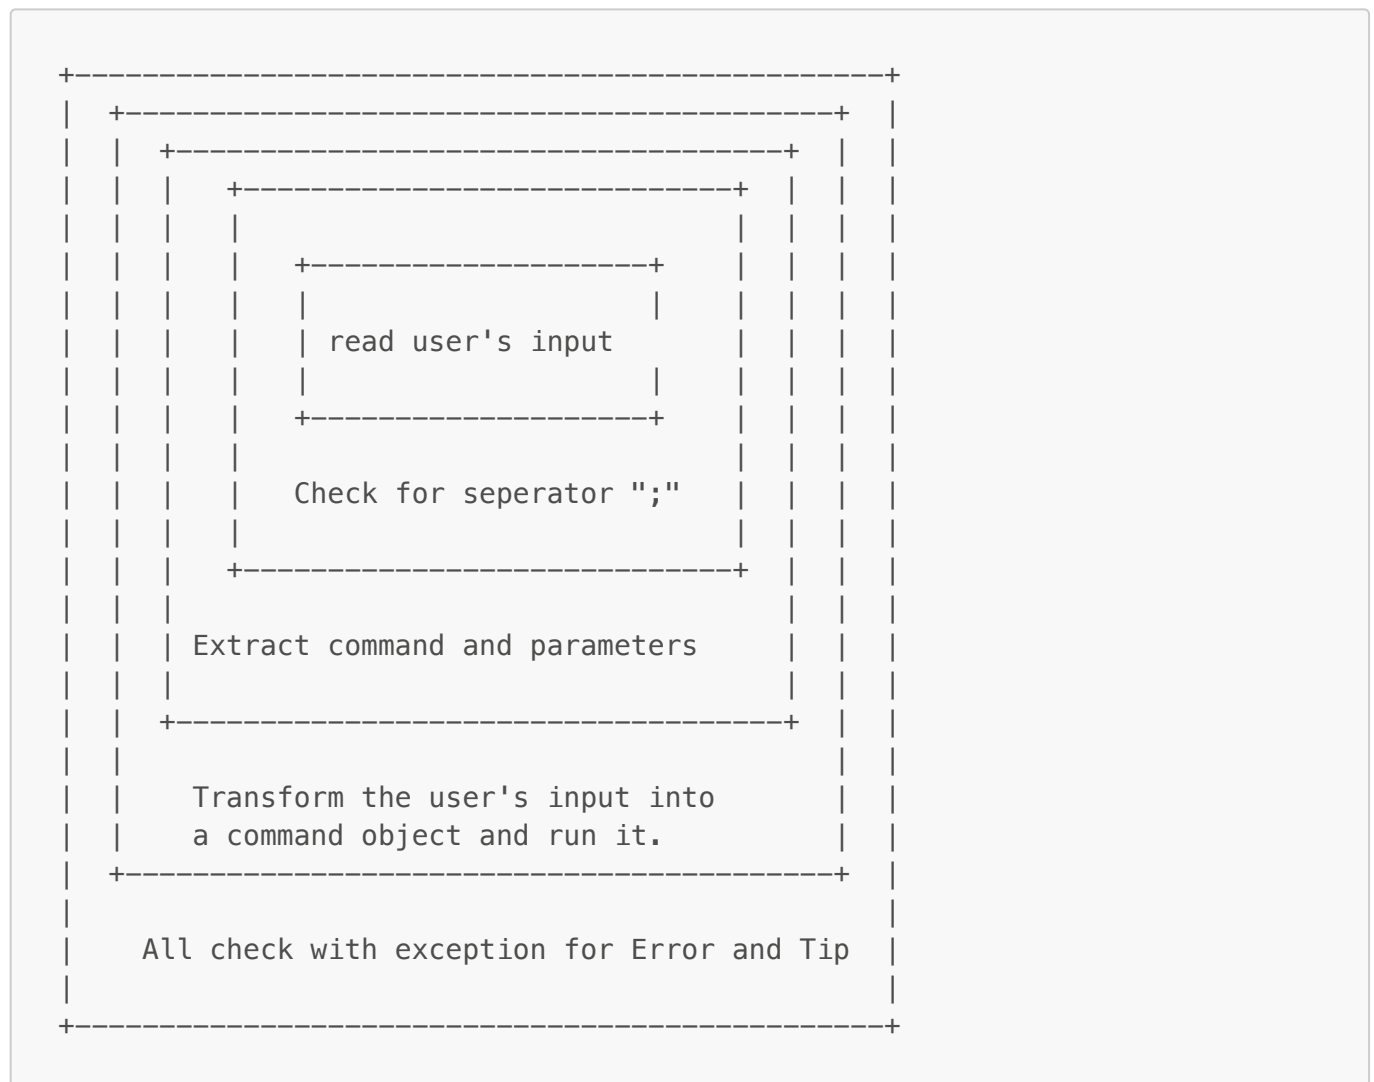 read user's input
Check for seperator ";"
Extract command and parameters
Transform the user's input into
a command object and run it.
All check with exception for Error and Tip